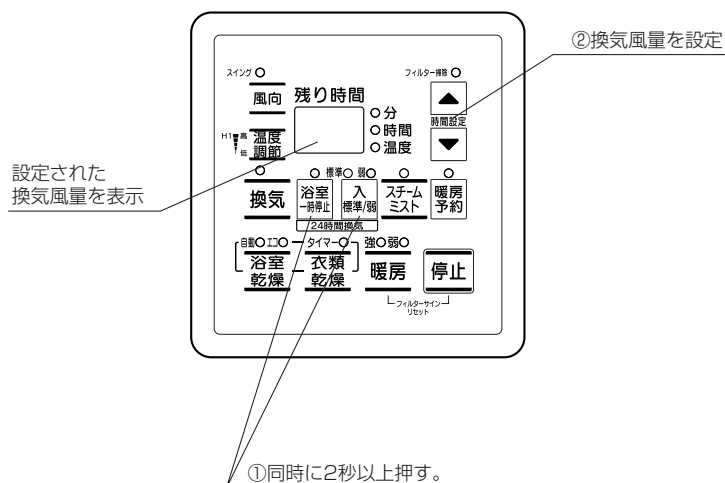 ②換気風量を設定
スイング
フィルター掃除
風向
残り時間
分
時間
温度
時間設定
H1
高
低
温度
調節
設定された
換気風量を表示
標準 弱
換気
浴室
一時停止
入
標準/弱
スチーム
ミスト
暖房
予約
24時間換気
自動 エコ
タイマー
強 弱
浴室
乾燥
衣類
乾燥
暖房
停止
フィルターサイン
リセット
①同時に2秒以上押す。